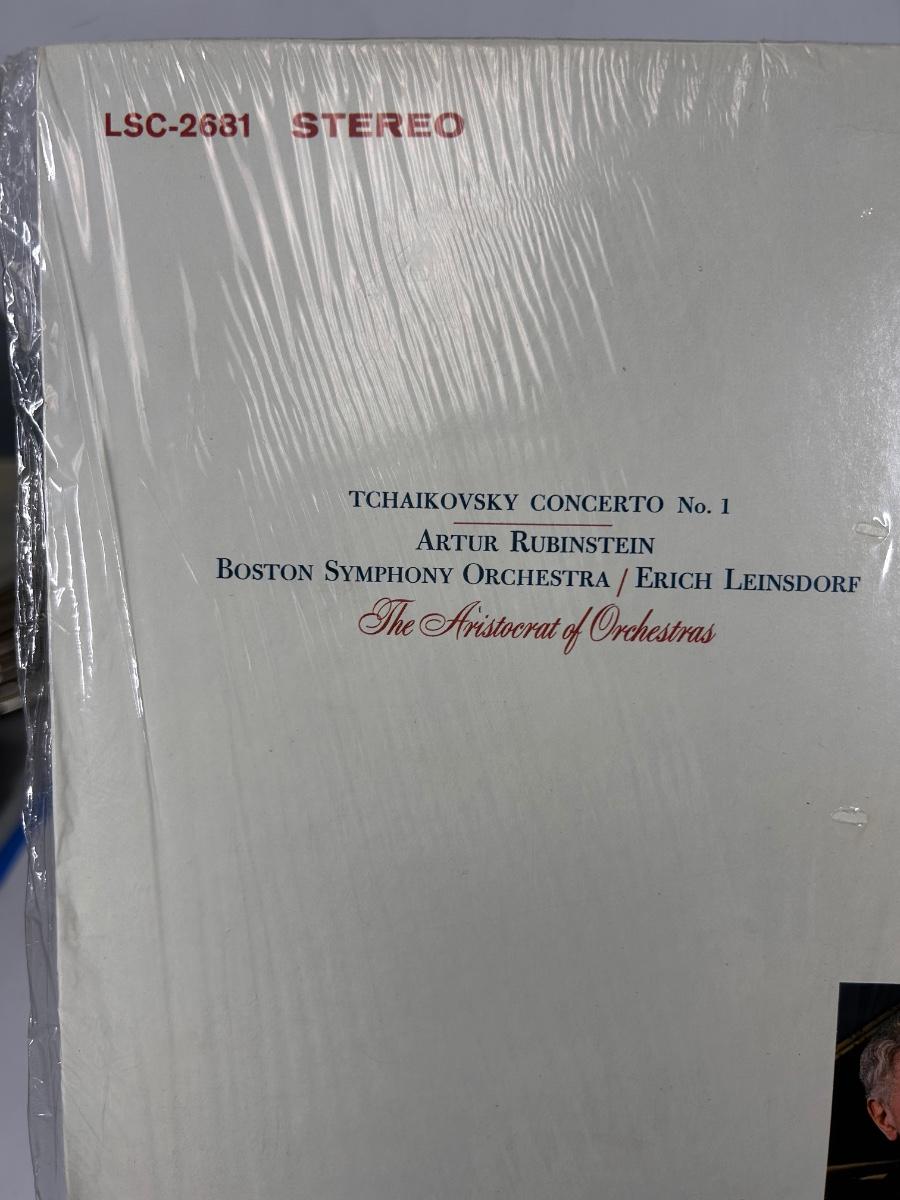 LSC-2681 STEREO
TCHAIKOVSKY CONCERTO No. 1
ARTUR RUBINSTEIN
BOSTON SYMPHONY ORCHESTRA / ERICH LEINSDORF
The Aristocrat of Orchestras